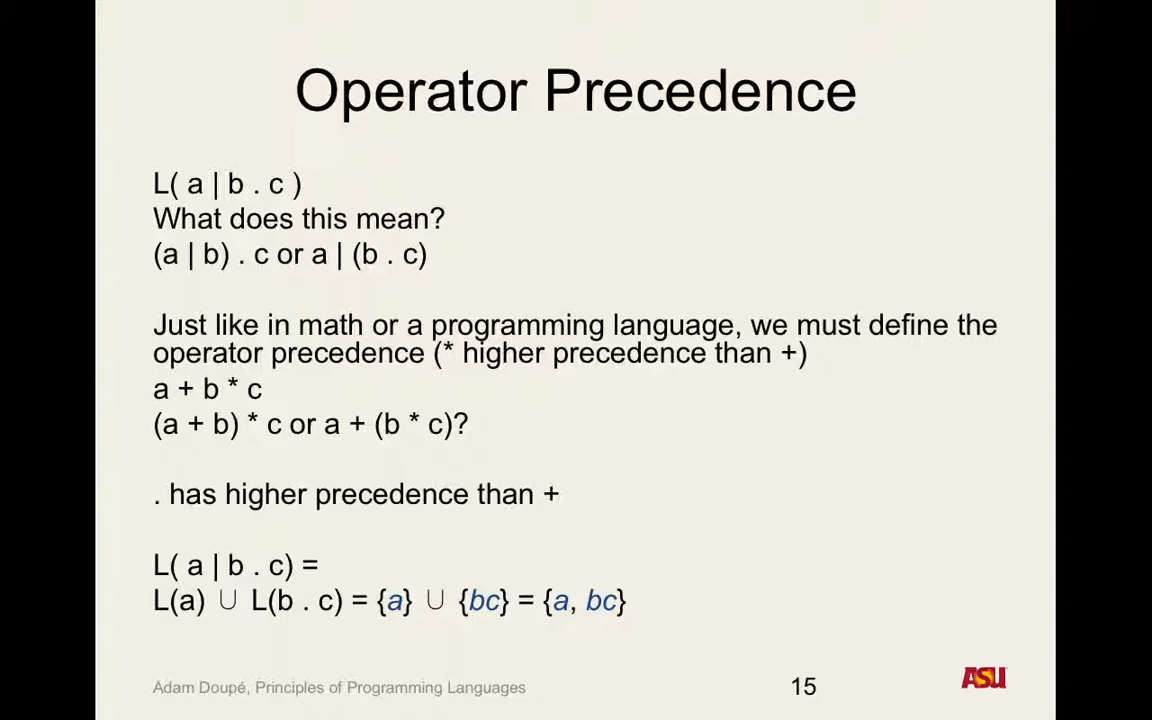 Operator Precedence
L( a | b . c )
What does this mean?
(a | b) . c or a | (b . c)
Just like in math or a programming language, we must define the
operator precedence (* higher precedence than +)
a + b * c
(a + b) * c or a + (b * c)?
. has higher precedence than +
L( a | b . c) =
L(a) ∪ L(b . c) = {a} ∪ {bc} = {a, bc}
Adam Doupé, Principles of Programming Languages
15
ASU